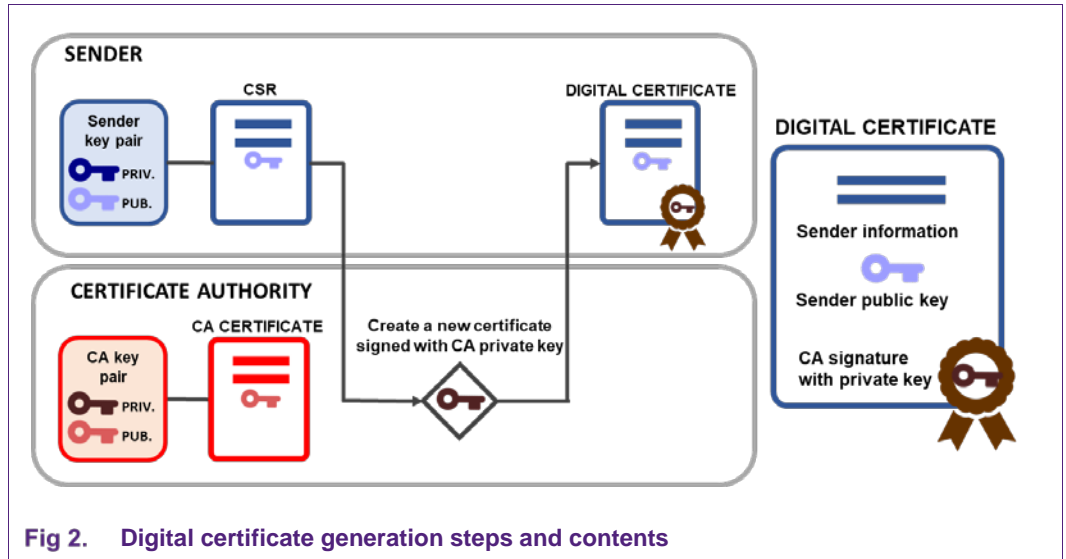 SENDER
CSR
DIGITAL CERTIFICATE
Sender
key pair
PRIV.
PUB.
DIGITAL CERTIFICATE
Sender information
Sender public key
CA signature
with private key
CERTIFICATE AUTHORITY
CA CERTIFICATE
Create a new certificate
signed with CA private key
CA key
pair
PRIV.
PUB.
Fig 2. Digital certificate generation steps and contents